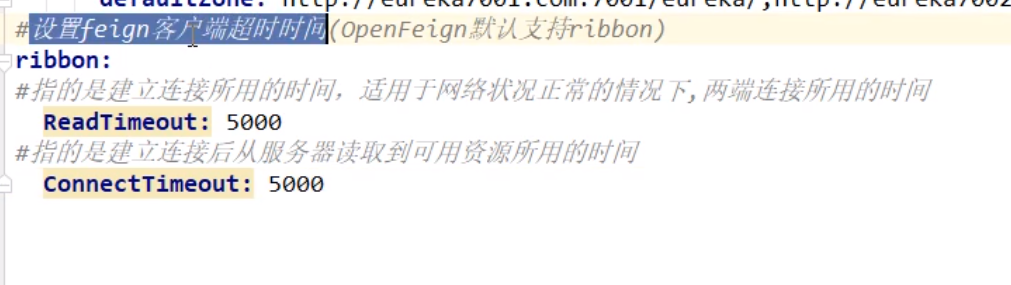 defaultZone: http://eureka7001.com:7001/eureka/,http://eureka7002
#设置feign客户端超时时间(OpenFeign默认支持ribbon)
ribbon:
#指的是建立连接所用的时间，适用于网络状况正常的情况下,两端连接所用的时间
ReadTimeout: 5000
#指的是建立连接后从服务器读取到可用资源所用的时间
ConnectTimeout: 5000